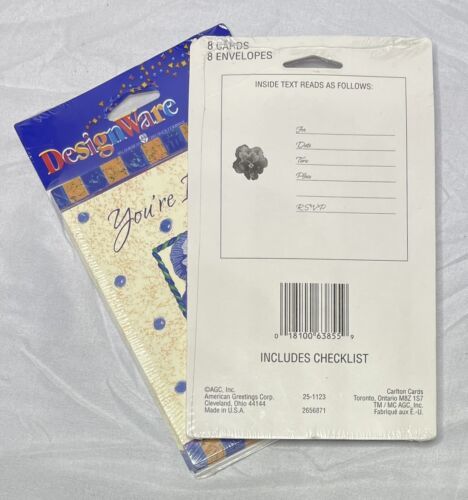 8 CARDS
8 ENVELOPES
INSIDE TEXT READS AS FOLLOWS:
For
Date
Time
Place
R.S.V.P.
0 18100 63855 9
INCLUDES CHECKLIST
©AGC, Inc.
American Greetings Corp.
Cleveland, Ohio 44144
Made in U.S.A.
25-1123
2656871
Carlton Cards
Toronto, Ontario M8Z 1S7
TM / MC AGC, Inc.
Fabriqué aux É.-U.
DesignWare
You're